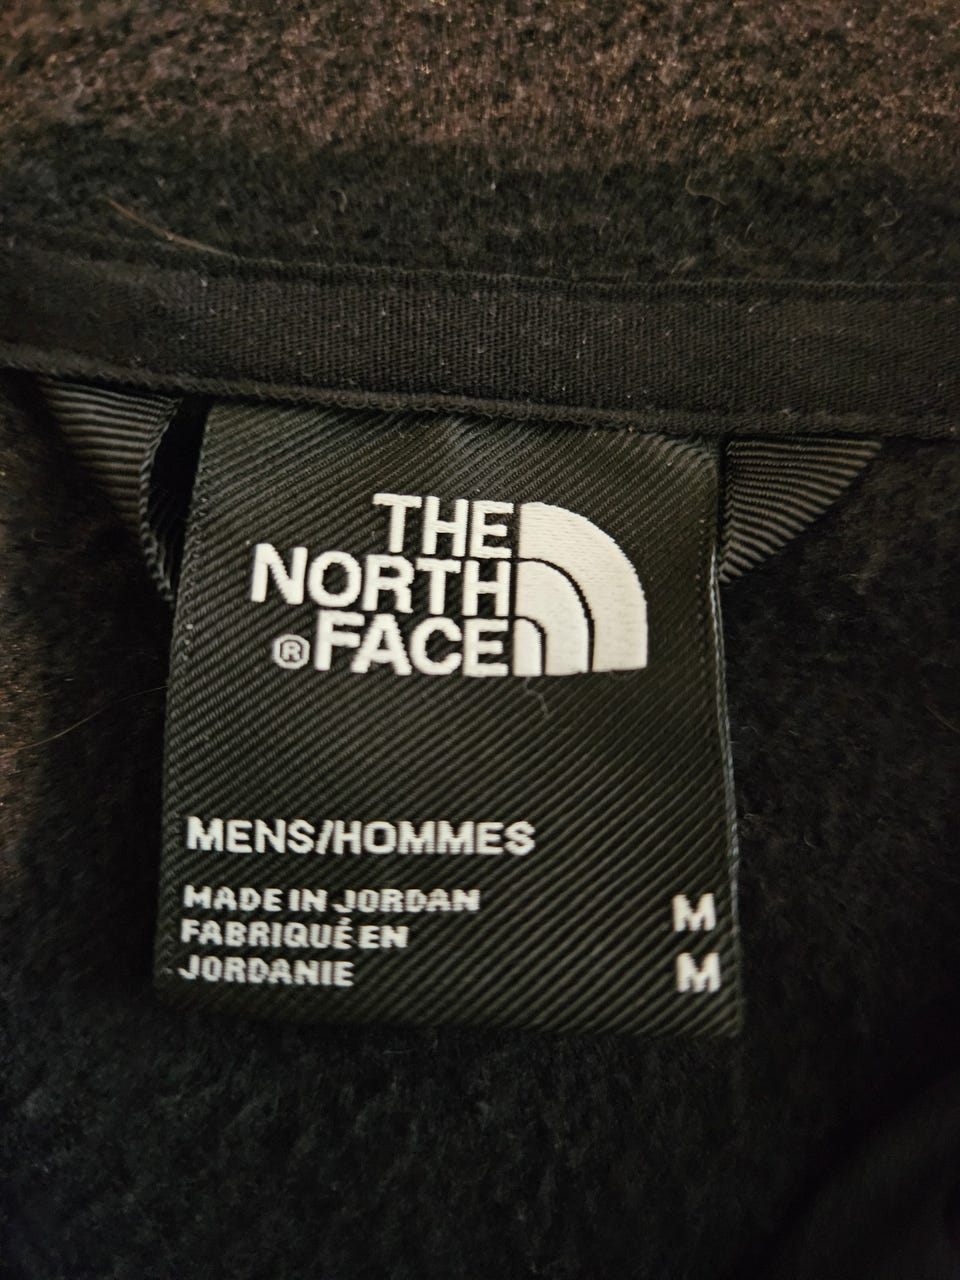 THE
NORTH
®FACE
MENS/HOMMES
MADE IN JORDAN M
FABRIQUÉ EN
JORDANIE M